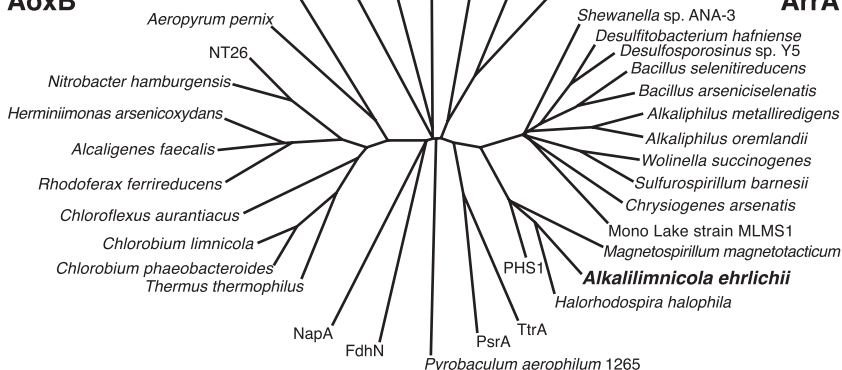 AoxB
ArrA
Aeropyrum pernix
NT26
Nitrobacter hamburgensis
Herminiimonas arsenicoxydans
Alcaligenes faecalis
Rhodoferax ferrireducens
Chloroflexus aurantiacus
Chlorobium limnicola
Chlorobium phaeobacteroides
Thermus thermophilus
NapA
FdhN
Pyrobaculum aerophilum 1265
PsrA
TtrA
Shewanella sp. ANA-3
Desulfitobacterium hafniense
Desulfosporosinus sp. Y5
Bacillus selenitireducens
Bacillus arseniciselenatis
Alkaliphilus metalliredigens
Alkaliphilus oremlandii
Wolinella succinogenes
Sulfurospirillum barnesii
Chrysiogenes arsenatis
Mono Lake strain MLMS1
Magnetospirillum magnetotacticum
PHS1
Alkalilimnicola ehrlichii
Halorhodospira halophila